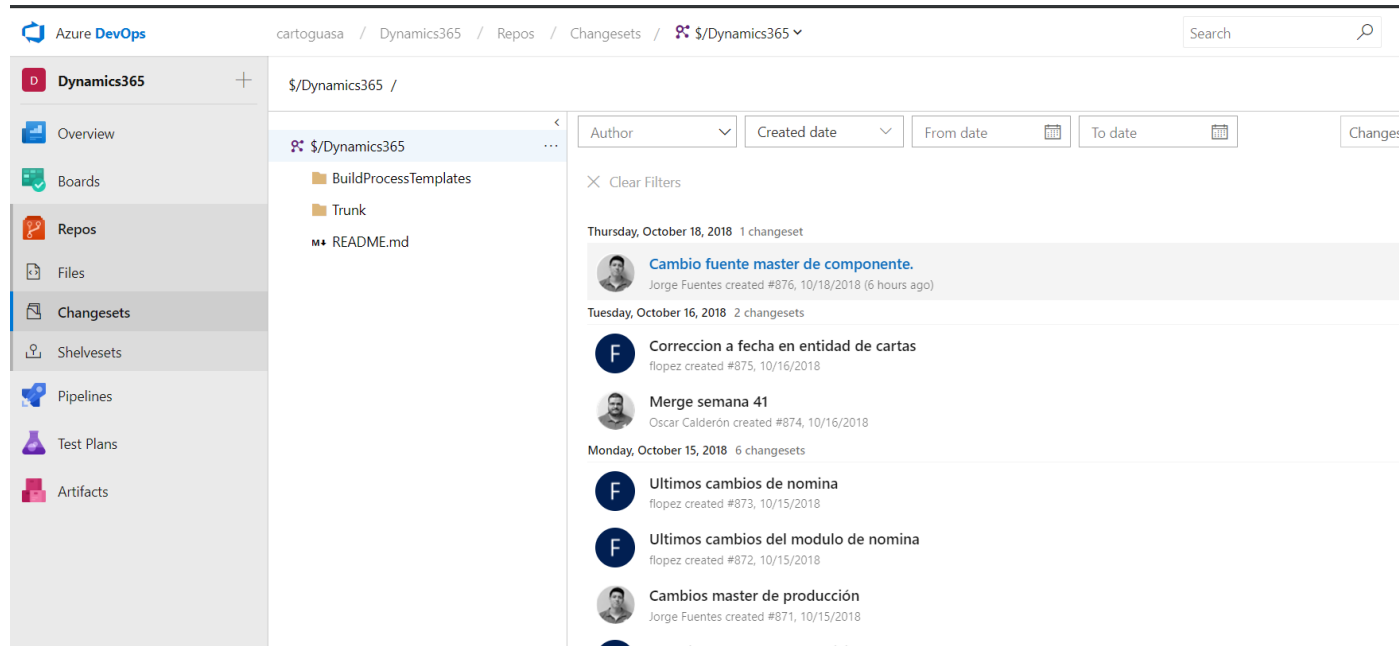 Azure DevOps
cartoguasa / Dynamics365 / Repos / Changesets / $/Dynamics365
Search
D Dynamics365
Overview
Boards
Repos
Files
Changesets
Shelvesets
Pipelines
Test Plans
Artifacts
$/Dynamics365 /
$/Dynamics365 ...
BuildProcessTemplates
Trunk
M↓ README.md
Author
Created date
From date
To date
Changes
Clear Filters
Thursday, October 18, 2018 1 changeset
Cambio fuente master de componente.
Jorge Fuentes created #876, 10/18/2018 (6 hours ago)
Tuesday, October 16, 2018 2 changesets
F
Correccion a fecha en entidad de cartas
flopez created #875, 10/16/2018
Merge semana 41
Oscar Calderón created #874, 10/16/2018
Monday, October 15, 2018 6 changesets
F
Ultimos cambios de nomina
flopez created #873, 10/15/2018
F
Ultimos cambios del modulo de nomina
flopez created #872, 10/15/2018
Cambios master de producción
Jorge Fuentes created #871, 10/15/2018